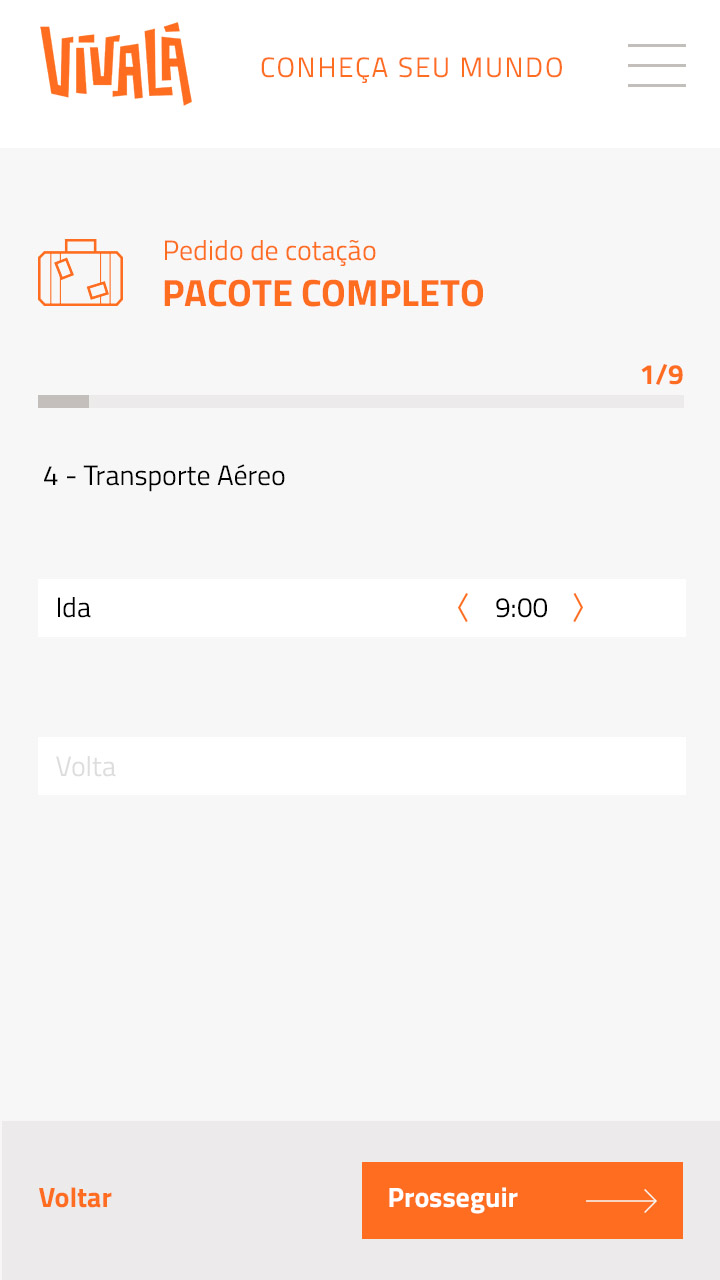 VIVALÁ
CONHEÇA SEU MUNDO
Pedido de cotação
PACOTE COMPLETO
1/9
4 - Transporte Aéreo
Ida 〈 9:00 〉
Volta
Voltar
Prosseguir